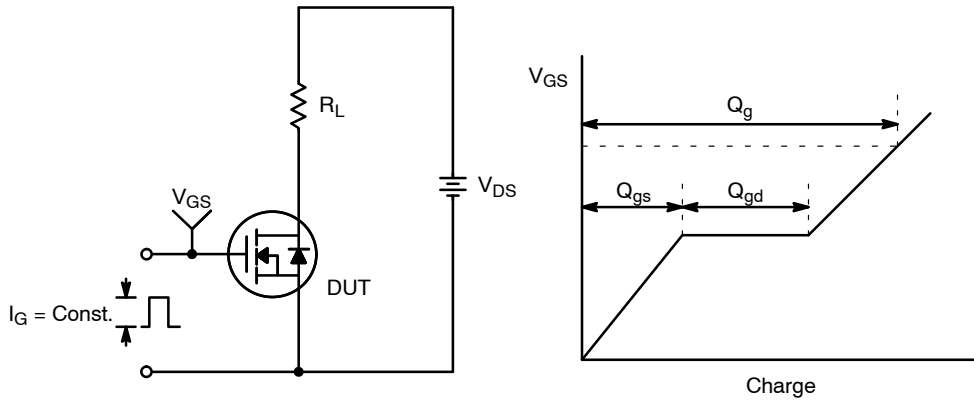 R_L
V_GS
V_DS
DUT
I_G = Const.
V_GS
Q_g
Q_gs
Q_gd
Charge